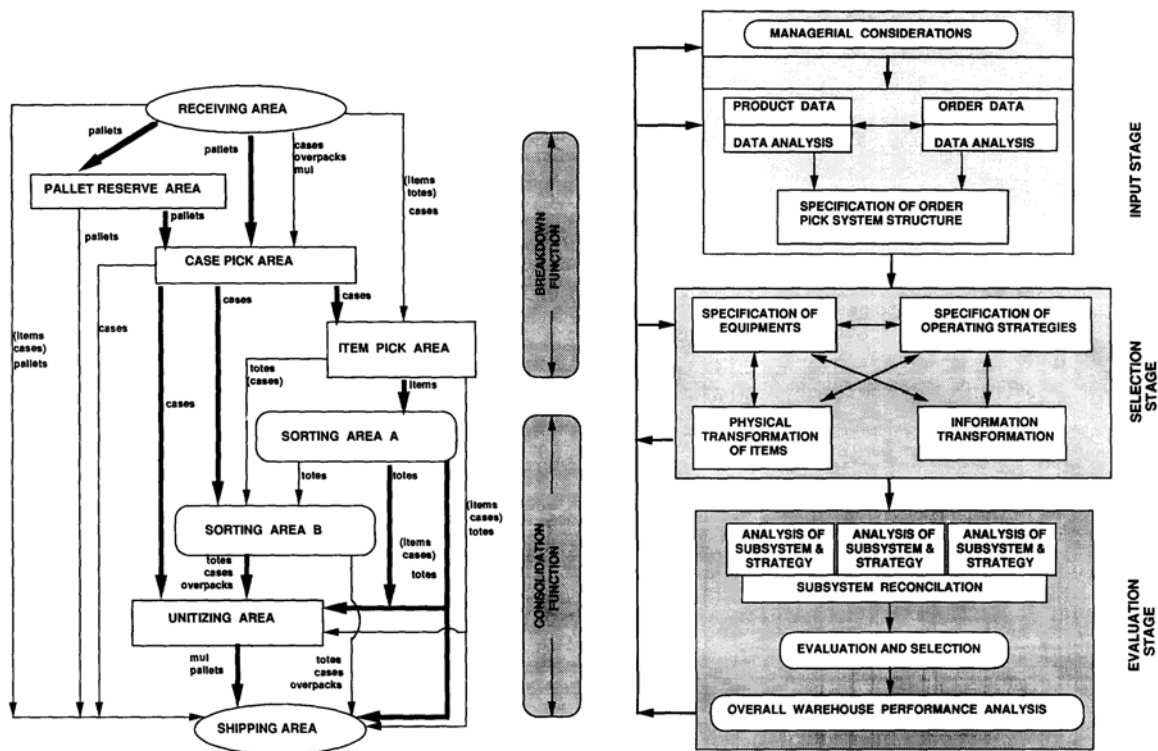 RECEIVING AREA
pallets
pallets
cases
overpacks
mul
(items
totes)
cases
PALLET RESERVE AREA
pallets
pallets
CASE PICK AREA
cases
cases
cases
cases
(items
cases)
pallets
ITEM PICK AREA
totes
(cases)
items
SORTING AREA A
totes
totes
(items
cases)
totes
SORTING AREA B
totes
cases
overpacks
(items
cases)
totes
UNITIZING AREA
mul
pallets
totes
cases
overpacks
SHIPPING AREA
BREAKDOWN
FUNCTION
CONSOLIDATION
FUNCTION
MANAGERIAL CONSIDERATIONS
PRODUCT DATA
ORDER DATA
DATA ANALYSIS
DATA ANALYSIS
SPECIFICATION OF ORDER
PICK SYSTEM STRUCTURE
INPUT STAGE
SPECIFICATION OF
EQUIPMENTS
SPECIFICATION OF
OPERATING STRATEGIES
PHYSICAL
TRANSFORMATION
OF ITEMS
INFORMATION
TRANSFORMATION
SELECTION
STAGE
ANALYSIS OF
SUBSYSTEM &
STRATEGY
ANALYSIS OF
SUBSYSTEM &
STRATEGY
ANALYSIS OF
SUBSYSTEM &
STRATEGY
SUBSYSTEM RECONCILATION
EVALUATION AND SELECTION
OVERALL WAREHOUSE PERFORMANCE ANALYSIS
EVALUATION
STAGE